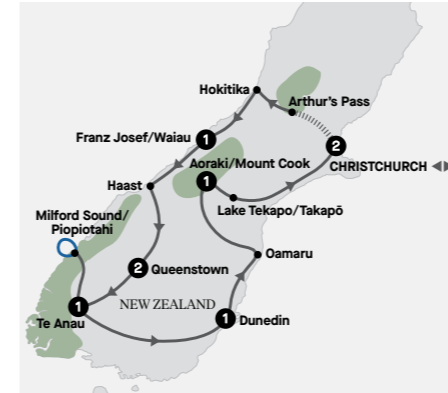 Hokitika
Arthur's Pass
Franz Josef/Waiau
1
2
Aoraki/Mount Cook
CHRISTCHURCH
Haast
1
Lake Tekapo/Takapō
Milford Sound/
Piopiotahi
Oamaru
2
Queenstown
NEW ZEALAND
1
1
Te Anau
Dunedin